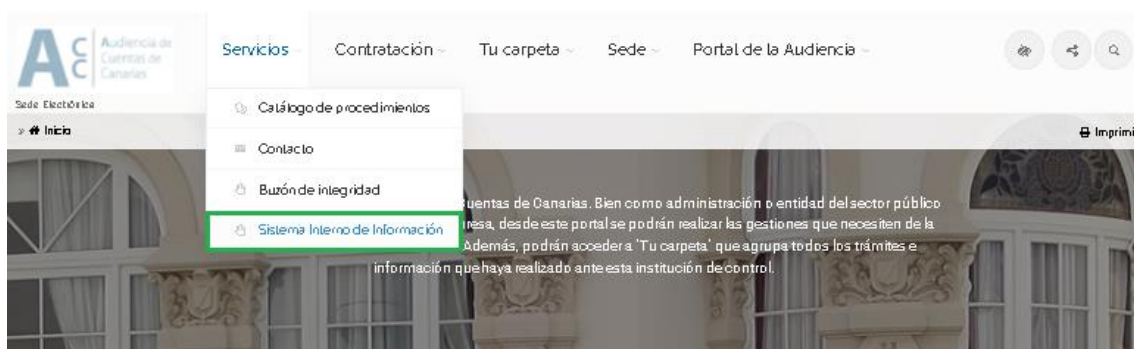 Audiencia de
Cuentas de
Canarias
Sede Electrónica
Servicios
Contratación
Tu carpeta
Sede
Portal de la Audiencia
Catálogo de procedimientos
Contacto
Buzón de integridad
Sistema Interno de Información
» Inicio
Imprimi
Cuentas de Canarias. Bien como administración o entidad del sector público
resa, desde este portal se podrán realizar las gestiones que necesiten de la
Además, podrán acceder a 'Tu carpeta' que agrupa todos los trámites e
información que haya realizado ante esta institución de control.